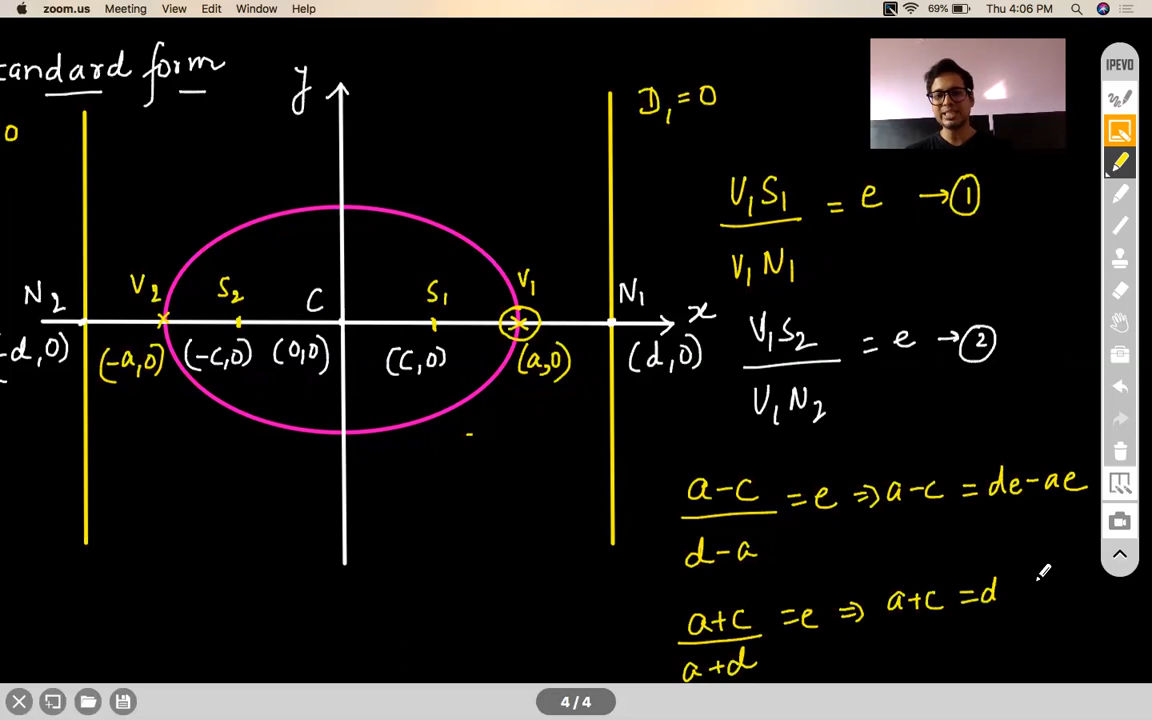 zoom.us Meeting View Edit Window Help
69% Thu 4:06 PM
IPEVO
tandard form
y
D₁ = 0
0
V₁S₁ / V₁N₁ = e → ①
N₂ V₂ S₂ C S₁ V₁ N₁ x
-d,0) (-a,0) (-c,0) (0,0) (c,0) (a,0) (d,0)
V₁S₂ / V₁N₂ = e → ②
a-c / d-a = e ⇒ a-c = de-ae
a+c / a+d = e ⇒ a+c = d
4 / 4